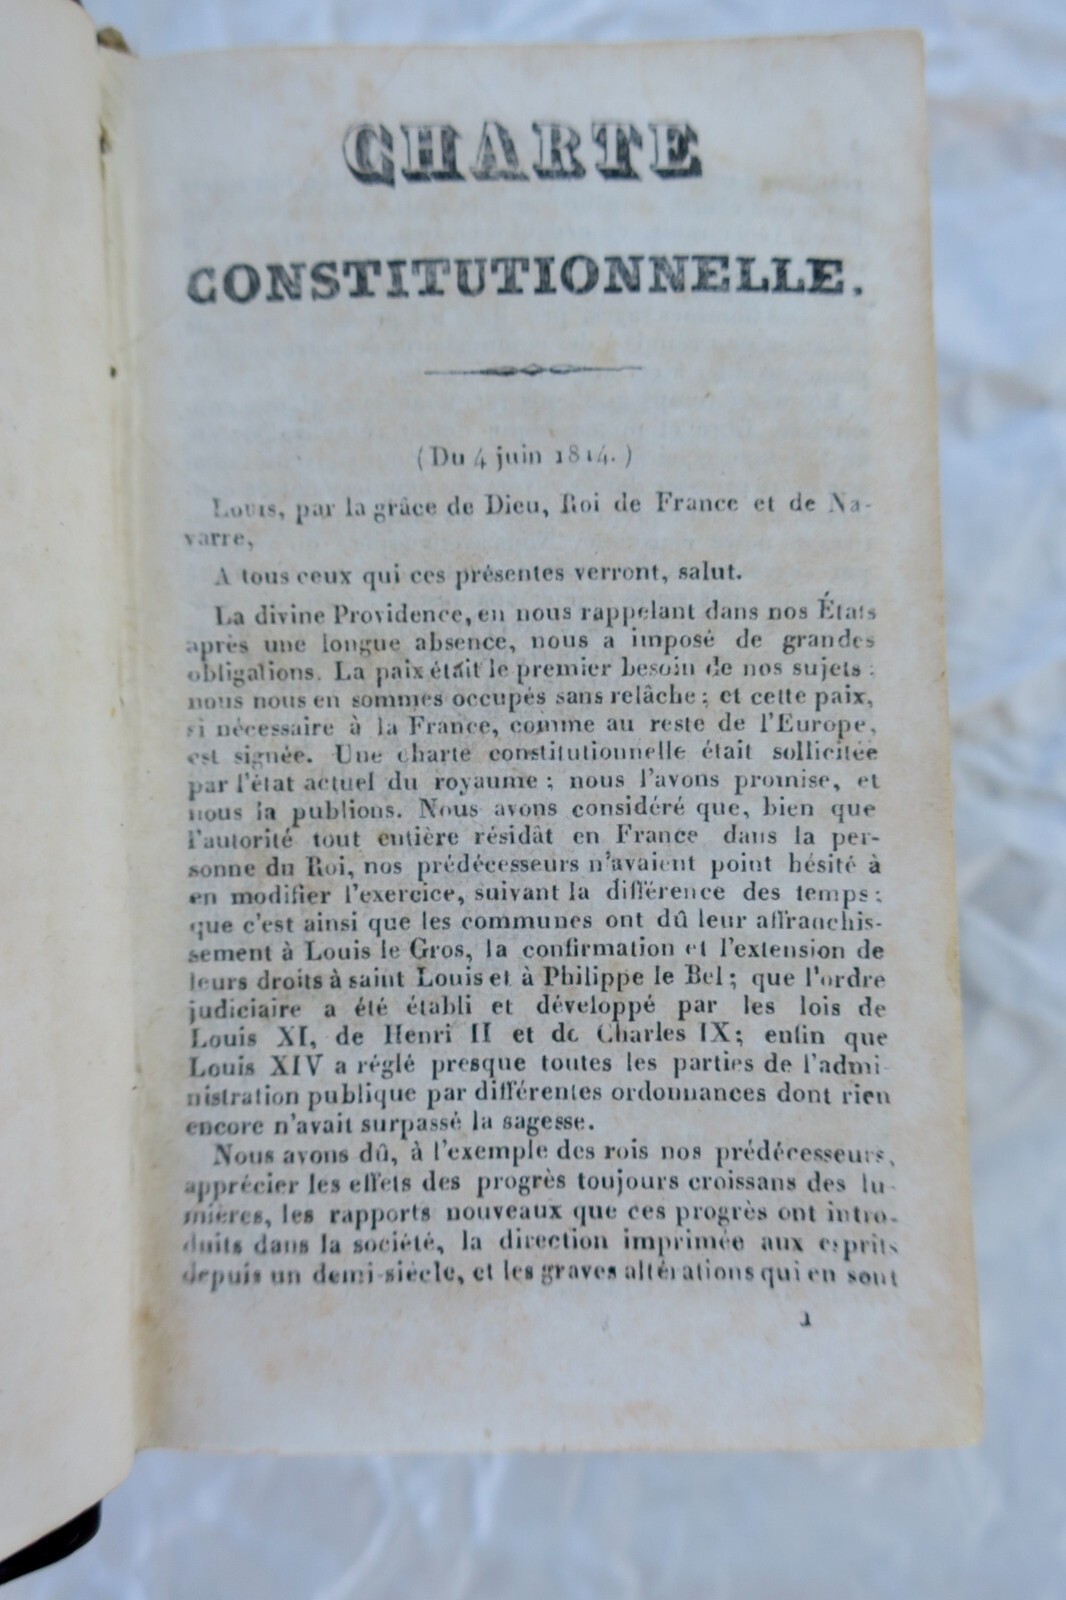 CHARTE
CONSTITUTIONNELLE.
(Du 4 juin 1814.)
Louis, par la grâce de Dieu, Roi de France et de Na-
varre,
A tous ceux qui ces présentes verront, salut.
La divine Providence, en nous rappelant dans nos États
après une longue absence, nous a imposé de grandes
obligations. La paix était le premier besoin de nos sujets :
nous nous en sommes occupés sans relâche ; et cette paix,
si nécessaire à la France, comme au reste de l'Europe,
est signée. Une charte constitutionnelle était sollicitée
par l'état actuel du royaume ; nous l'avons promise, et
nous la publions. Nous avons considéré que, bien que
l'autorité tout entière résidât en France dans la per-
sonne du Roi, nos prédécesseurs n'avaient point hésité à
en modifier l'exercice, suivant la différence des temps ;
que c'est ainsi que les communes ont dû leur affranchis-
sement à Louis le Gros, la confirmation et l'extension de
leurs droits à saint Louis et à Philippe le Bel ; que l'ordre
judiciaire a été établi et développé par les lois de
Louis XI, de Henri II et de Charles IX ; enfin que
Louis XIV a réglé presque toutes les parties de l'admi-
nistration publique par différentes ordonnances dont rien
encore n'avait surpassé la sagesse.
Nous avons dû, à l'exemple des rois nos prédécesseurs,
apprécier les effets des progrès toujours croissans des lu-
mières, les rapports nouveaux que ces progrès ont intro-
duits dans la société, la direction imprimée aux esprits
depuis un demi-siècle, et les graves altérations qui en sont
1